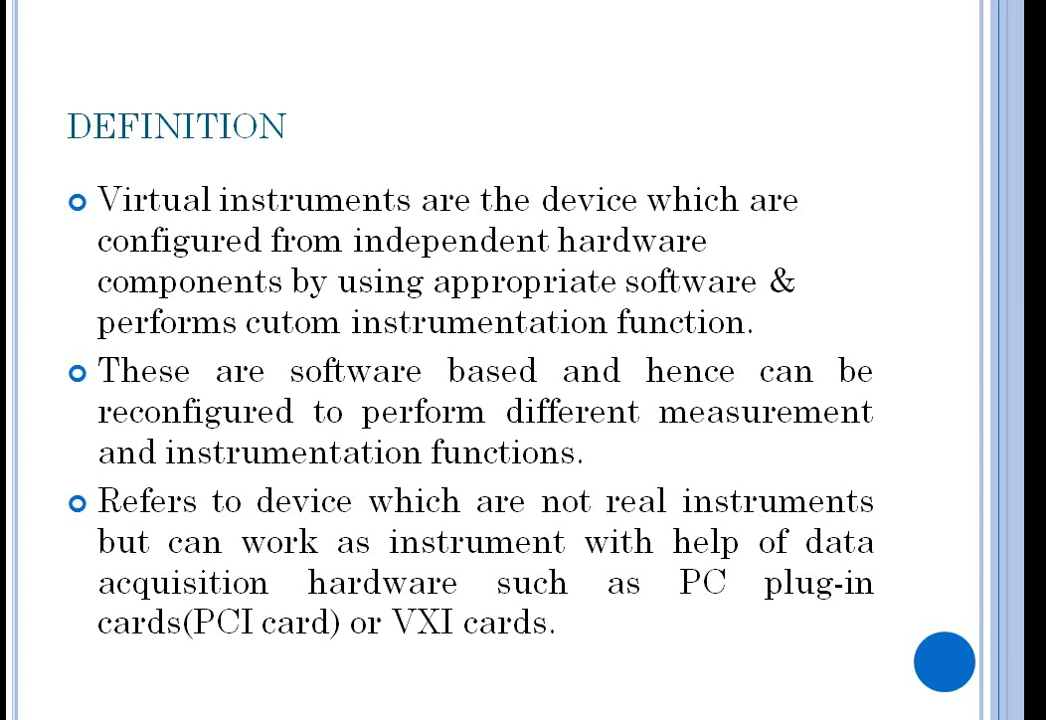 DEFINITION
Virtual instruments are the device which are
configured from independent hardware
components by using appropriate software &
performs cutom instrumentation function.
These are software based and hence can be
reconfigured to perform different measurement
and instrumentation functions.
Refers to device which are not real instruments
but can work as instrument with help of data
acquisition hardware such as PC plug-in
cards(PCI card) or VXI cards.